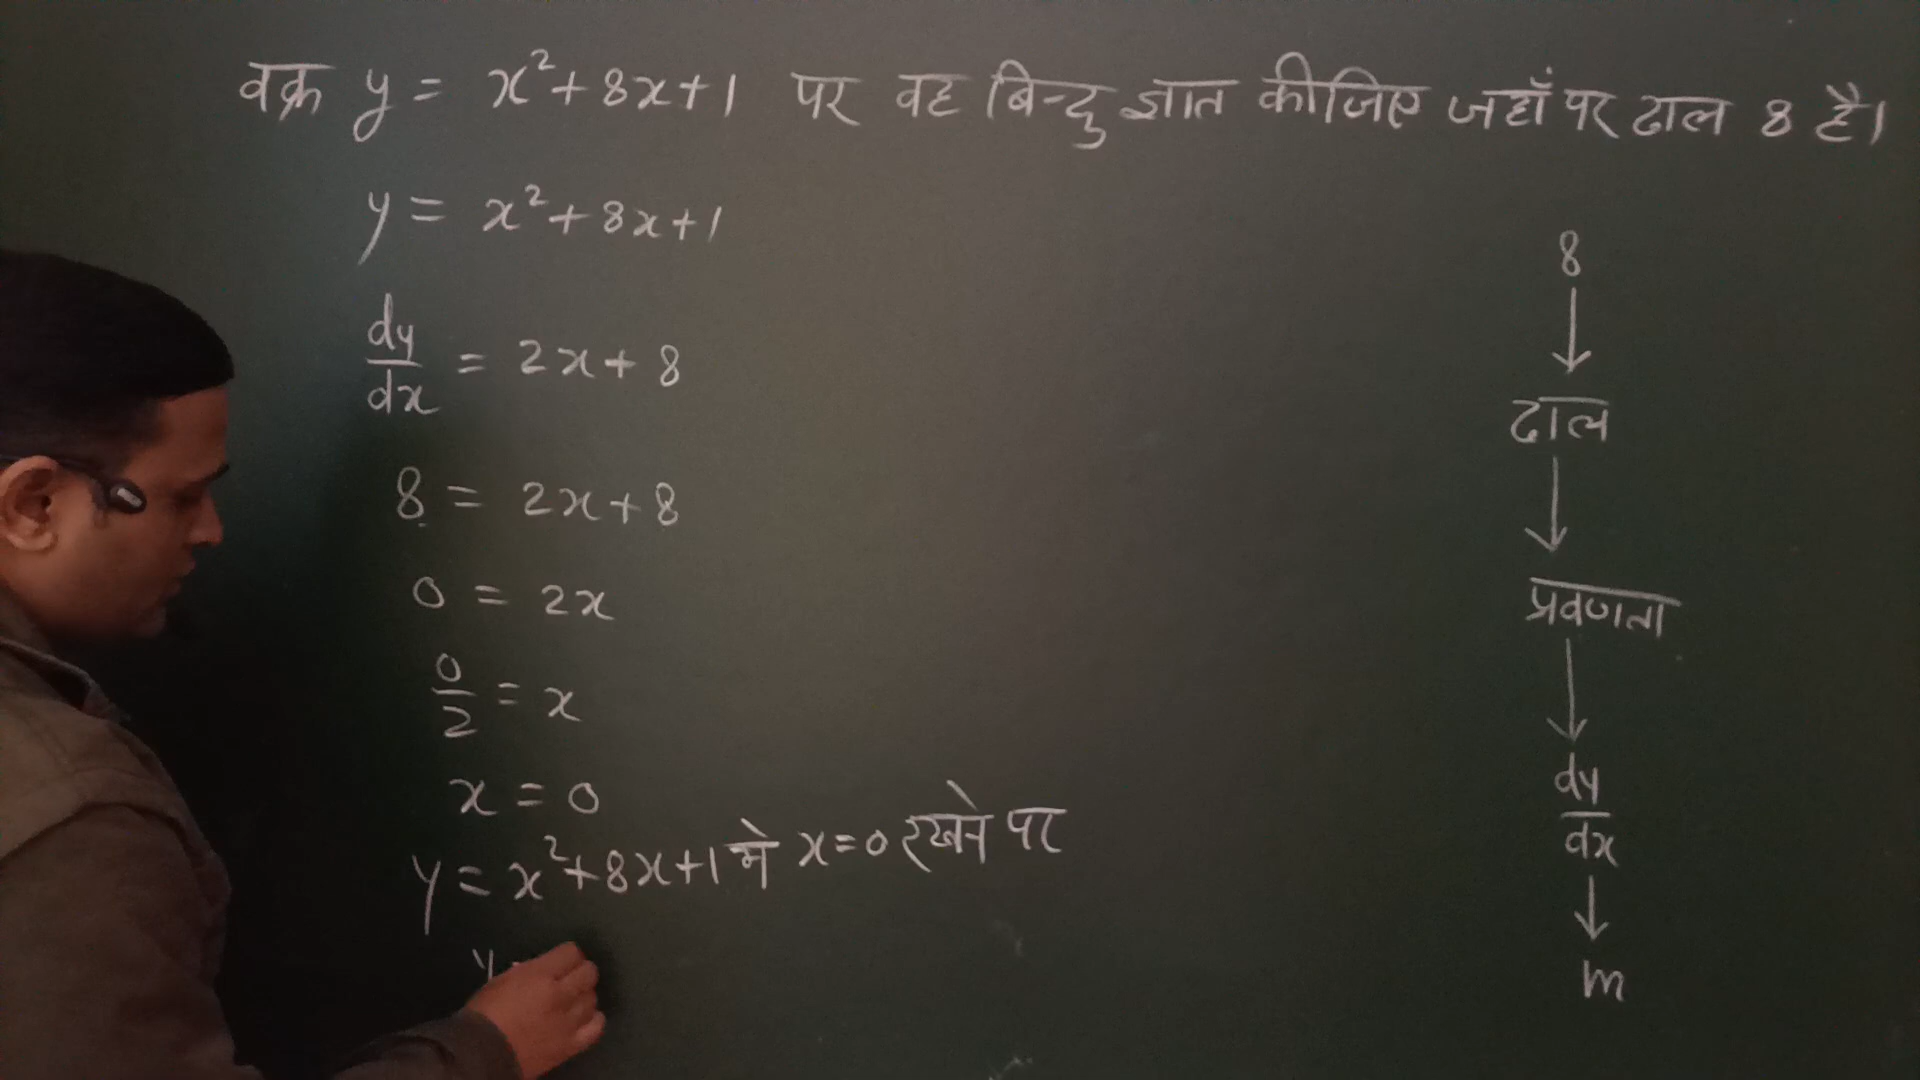 वक्र y = x²+8x+1 पर वह बिन्दु ज्ञात कीजिए जहाँ पर ढाल 8 है।
y = x²+8x+1
dy/dx = 2x+8
8 = 2x+8
0 = 2x
0/2 = x
x = 0
y = x²+8x+1 मे x=0 रखने पर
y =
8
↓
ढाल
↓
प्रवणता
↓
dy/dx
↓
m